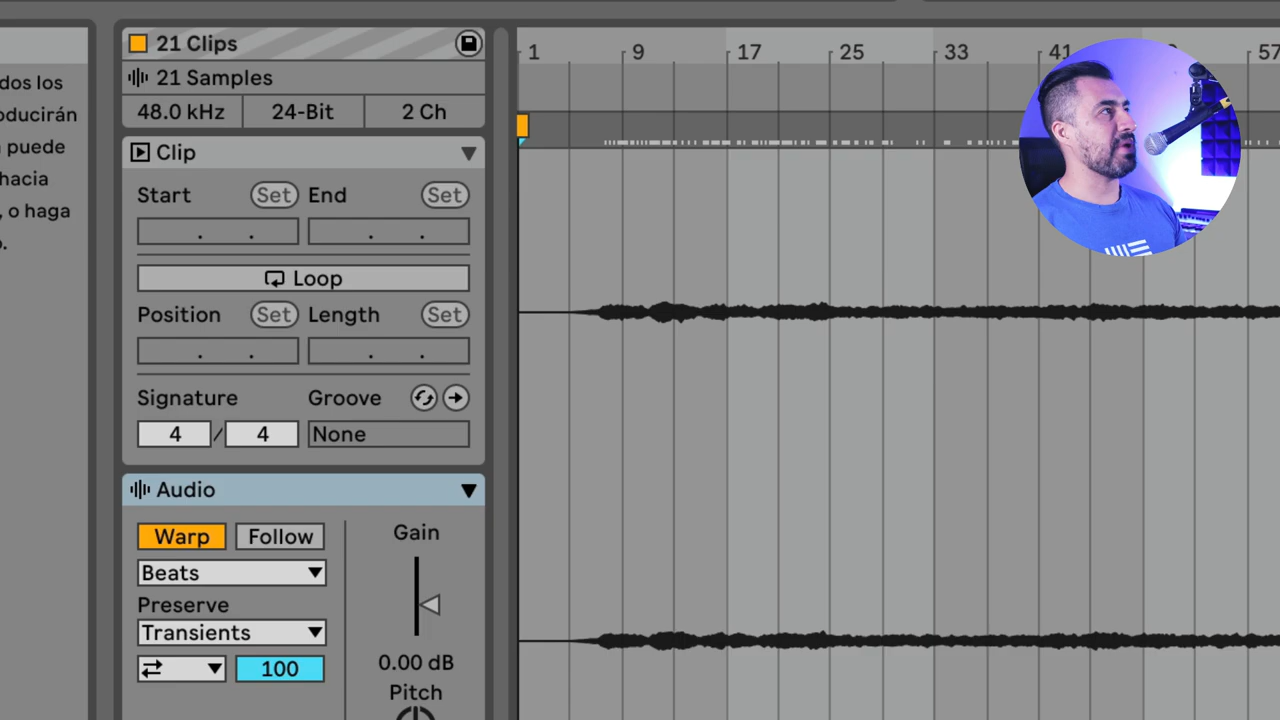 dos los
oducirán
puede
hacia
, o haga
o.
21 Clips
21 Samples
48.0 kHz
24-Bit
2 Ch
Clip
Start
Set
End
Set
. .
. .
Loop
Position
Set
Length
Set
. .
. .
Signature
Groove
4 / 4
None
Audio
Warp
Follow
Gain
Beats
Preserve
Transients
100
0.00 dB
Pitch
1
9
17
25
33
41
57